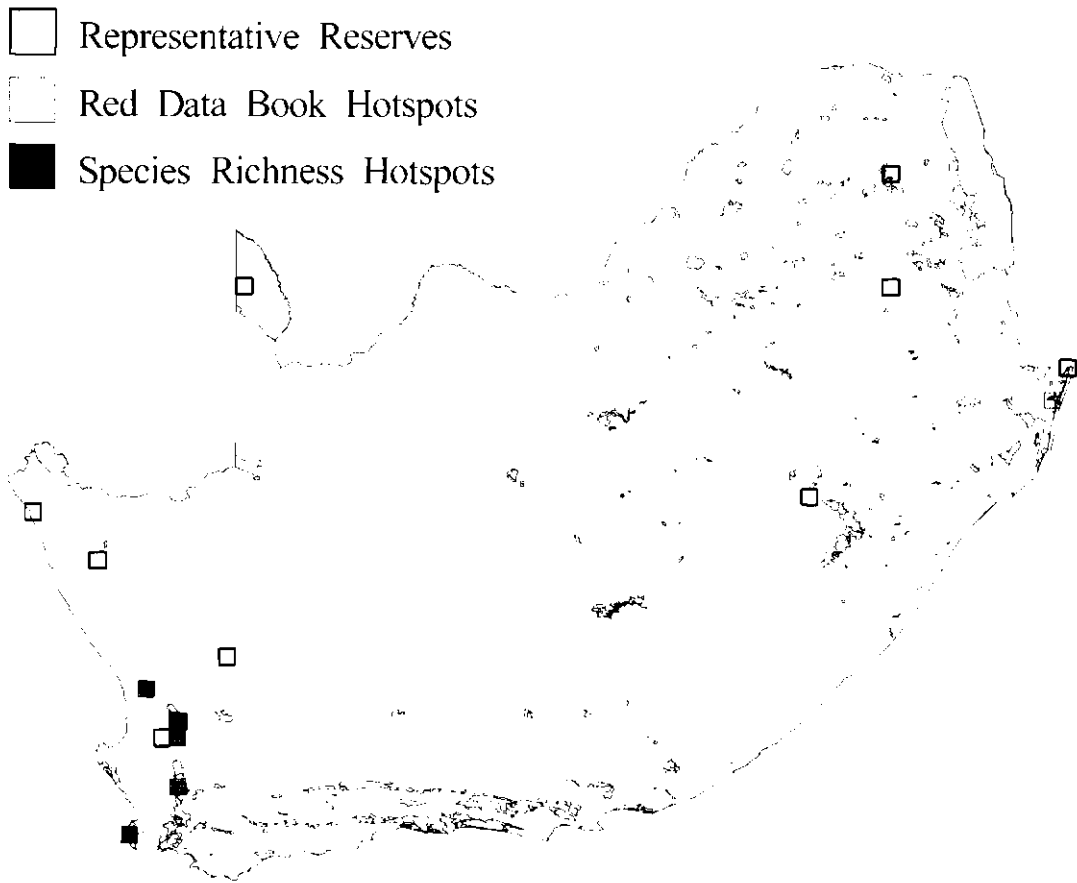 Representative Reserves
Red Data Book Hotspots
Species Richness Hotspots